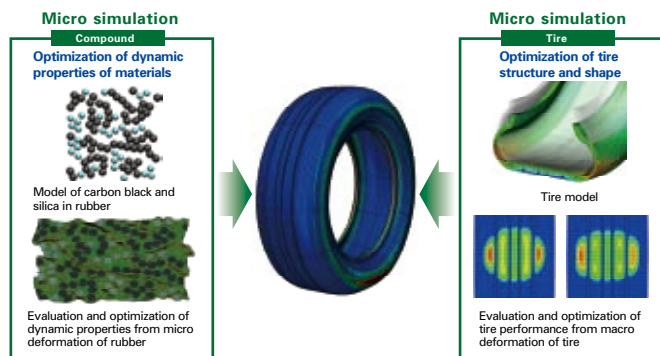 Micro simulation
Compound
Optimization of dynamic
properties of materials
Model of carbon black and
silica in rubber
Evaluation and optimization of
dynamic properties from micro
deformation of rubber
Micro simulation
Tire
Optimization of tire
structure and shape
Tire model
Evaluation and optimization of
tire performance from macro
deformation of tire